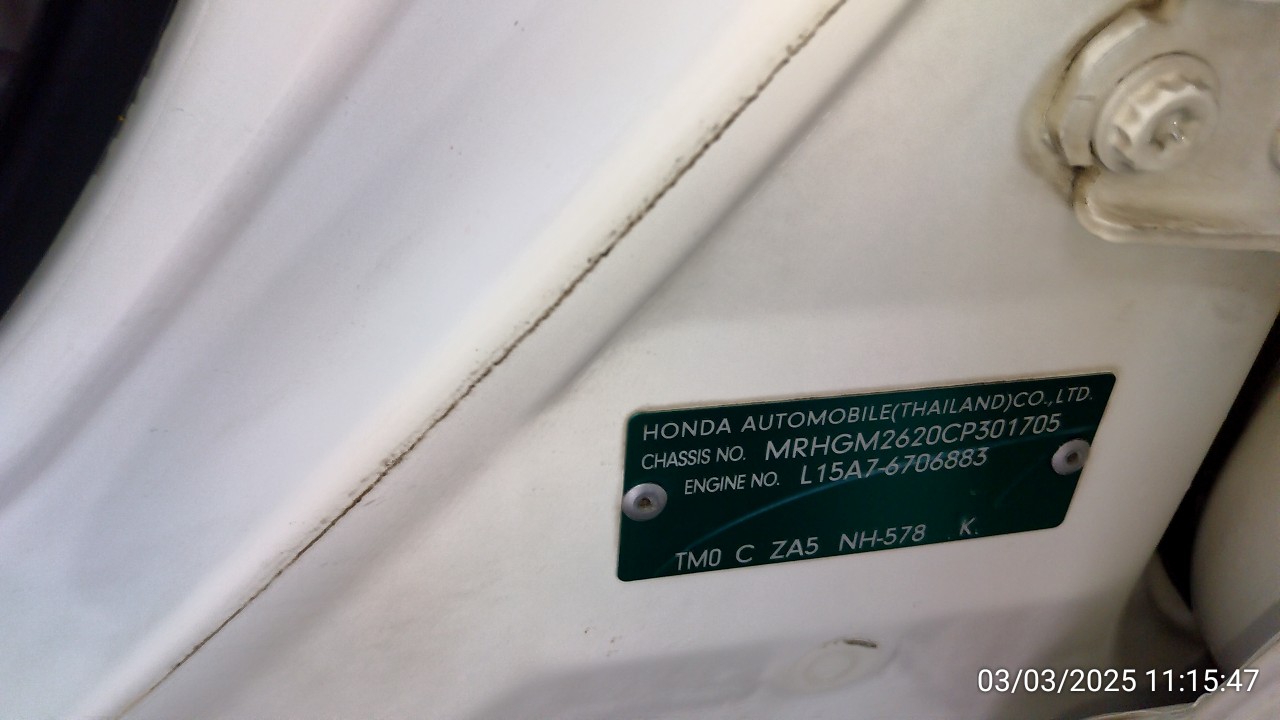 HONDA AUTOMOBILE(THAILAND)CO.,LTD.
CHASSIS NO. MRHGM2620CP301705
ENGINE NO. L15A7-6706883
TM0 C ZA5 NH-578 K.
03/03/2025 11:15:47